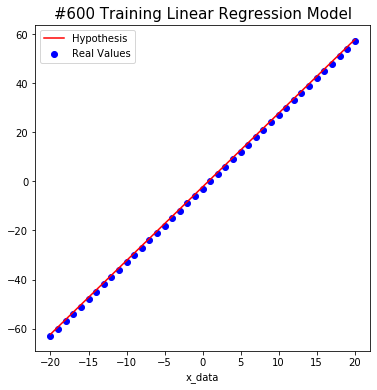 #600 Training Linear Regression Model
Hypothesis
Real Values
60
40
20
0
−20
−40
−60
−20 −15 −10 −5 0 5 10 15 20
x_data